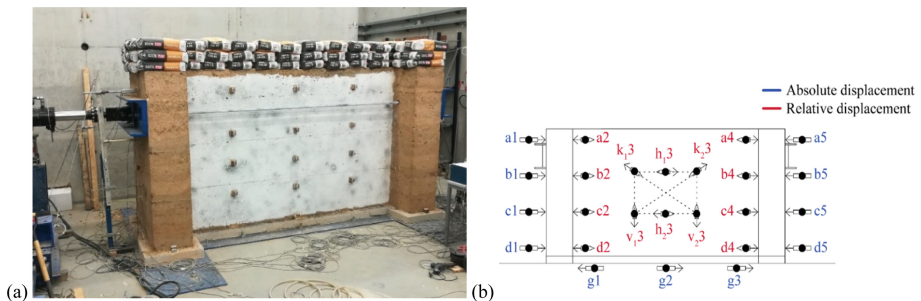 Absolute displacement
Relative displacement
a1 a2 a4 a5
k₁3 h₁3 k₂3
b1 b2 b4 b5
c1 c2 c4 c5
v₁3 h₂3 v₂3
d1 d2 d4 d5
g1 g2 g3
(a) (b)